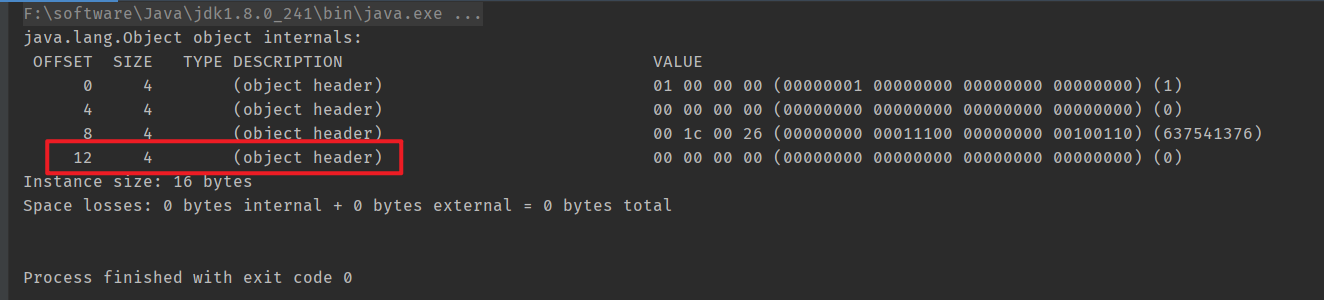 F:\software\Java\jdk1.8.0_241\bin\java.exe ...
java.lang.Object object internals:
OFFSET SIZE TYPE DESCRIPTION VALUE
0 4 (object header) 01 00 00 00 (00000001 00000000 00000000 00000000) (1)
4 4 (object header) 00 00 00 00 (00000000 00000000 00000000 00000000) (0)
8 4 (object header) 00 1c 00 26 (00000000 00011100 00000000 00100110) (637541376)
12 4 (object header) 00 00 00 00 (00000000 00000000 00000000 00000000) (0)
Instance size: 16 bytes
Space losses: 0 bytes internal + 0 bytes external = 0 bytes total
Process finished with exit code 0